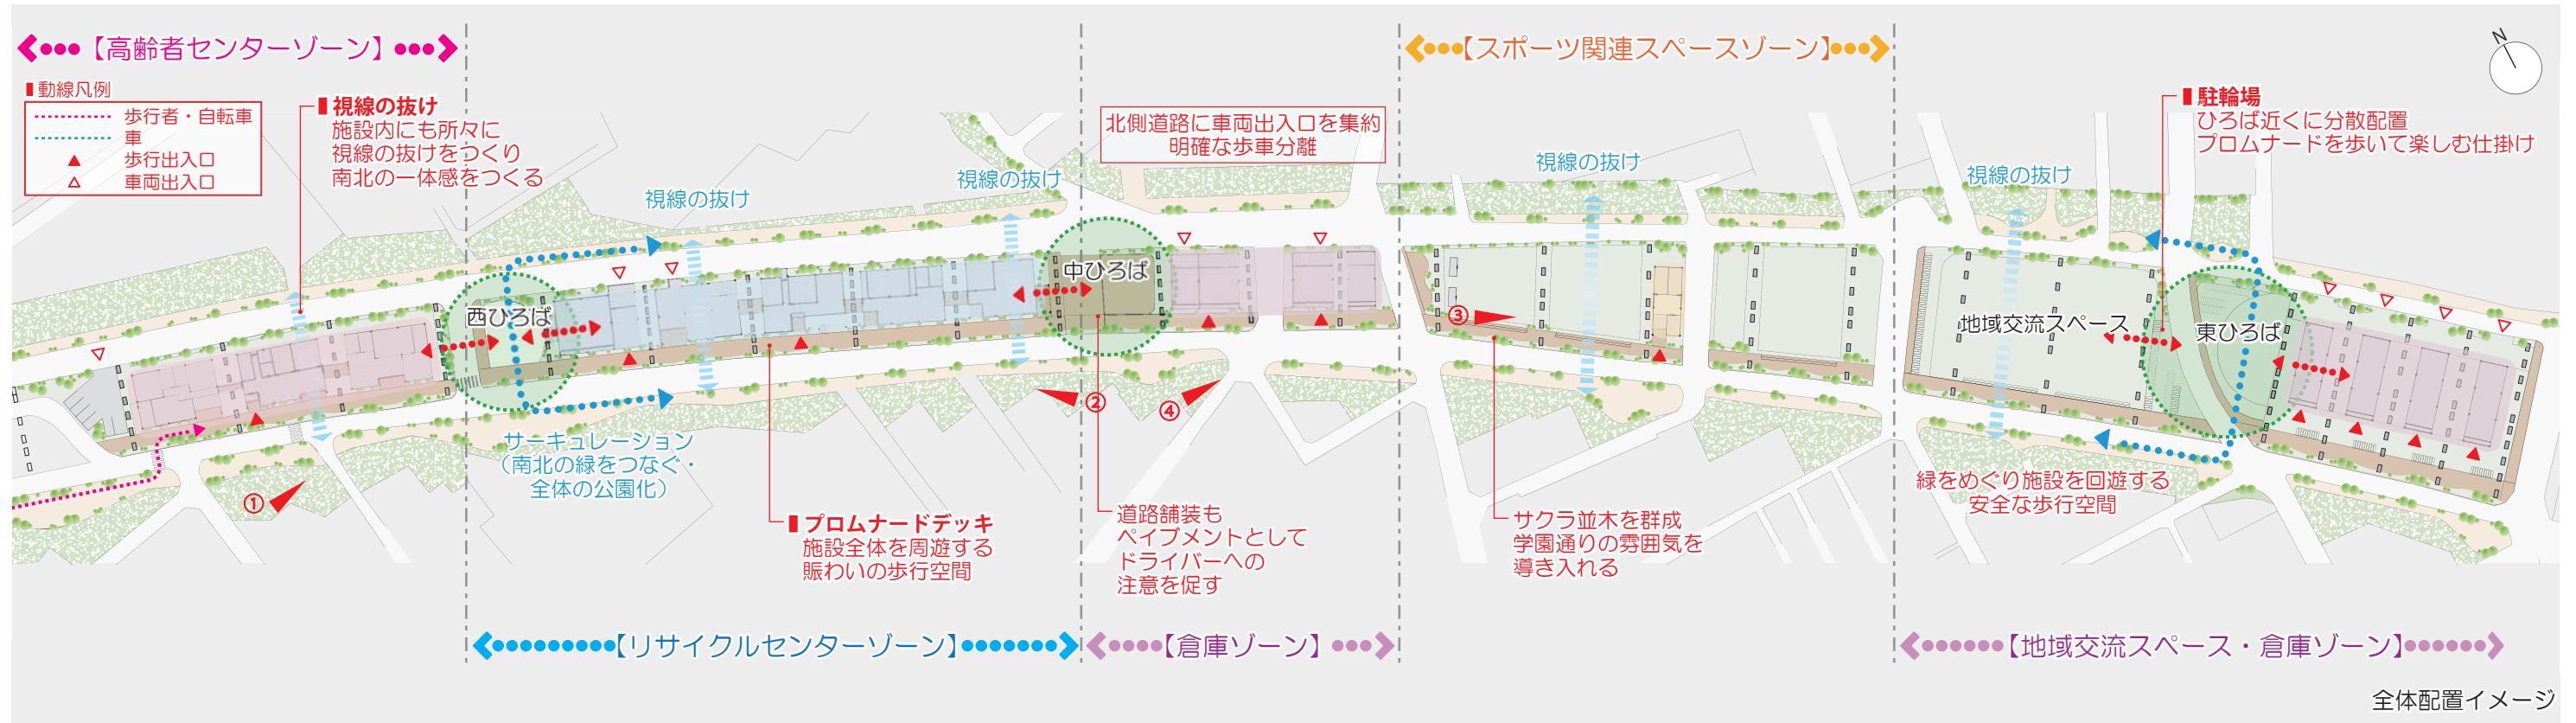 【高齢者センターゾーン】
【スポーツ関連スペースゾーン】
N
動線凡例
歩行者・自転車
車
歩行出入口
車両出入口
視線の抜け
施設内にも所々に
視線の抜けをつくり
南北の一体感をつくる
視線の抜け
視線の抜け
北側道路に車両出入口を集約
明確な歩車分離
視線の抜け
駐輪場
ひろば近くに分散配置
プロムナードを歩いて楽しむ仕掛け
視線の抜け
西ひろば
中ひろば
地域交流スペース
東ひろば
①
②
③
④
サーキュレーション
（南北の緑をつなぐ・
全体の公園化）
プロムナードデッキ
施設全体を周遊する
賑わいの歩行空間
道路舗装も
ペイブメントとして
ドライバーへの
注意を促す
サクラ並木を群成
学園通りの雰囲気を
導き入れる
緑をめぐり施設を回遊する
安全な歩行空間
【リサイクルセンターゾーン】
【倉庫ゾーン】
【地域交流スペース・倉庫ゾーン】
全体配置イメージ